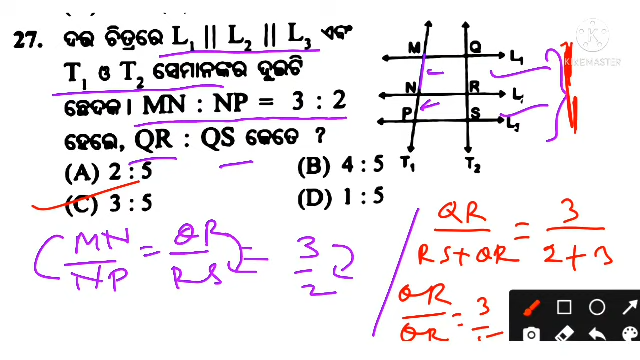 27. ଦତ୍ତ ଚିତ୍ରରେ L₁ || L₂ || L₃ ଏବଂ
T₁ ଓ T₂ ସେମାନଙ୍କର ଦୁଇଟି
ଛେଦକ। MN : NP = 3 : 2
ହେଲେ, QR : QS କେତେ ?
(A) 2 : 5 (B) 4 : 5
(C) 3 : 5 (D) 1 : 5
M Q L₁
N R L₂
P S L₃
T₁ T₂
KINEMASTER
(MN/NP = QR/RS) = 3/2
QR/(RS+QR) = 3/(2+3)
QR/QR = 3/